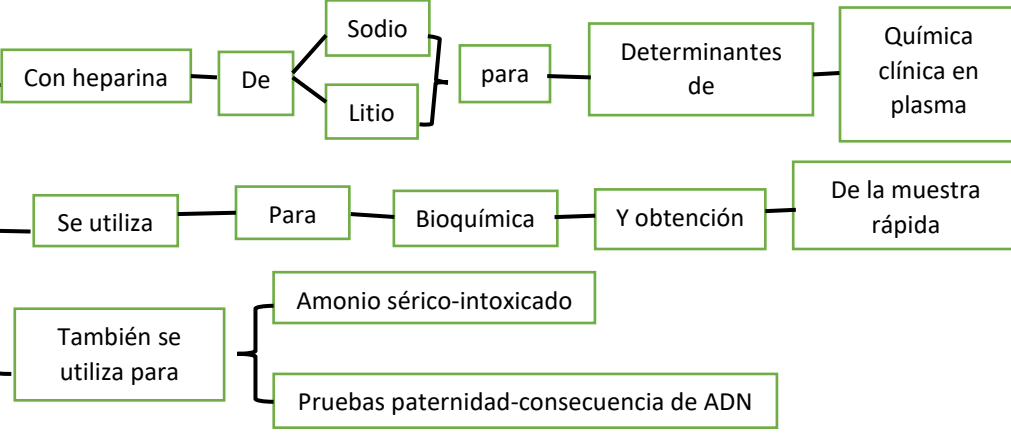 Con heparina
De
Sodio
Litio
para
Determinantes
de
Química
clínica en
plasma
Se utiliza
Para
Bioquímica
Y obtención
De la muestra
rápida
También se
utiliza para
Amonio sérico-intoxicado
Pruebas paternidad-consecuencia de ADN